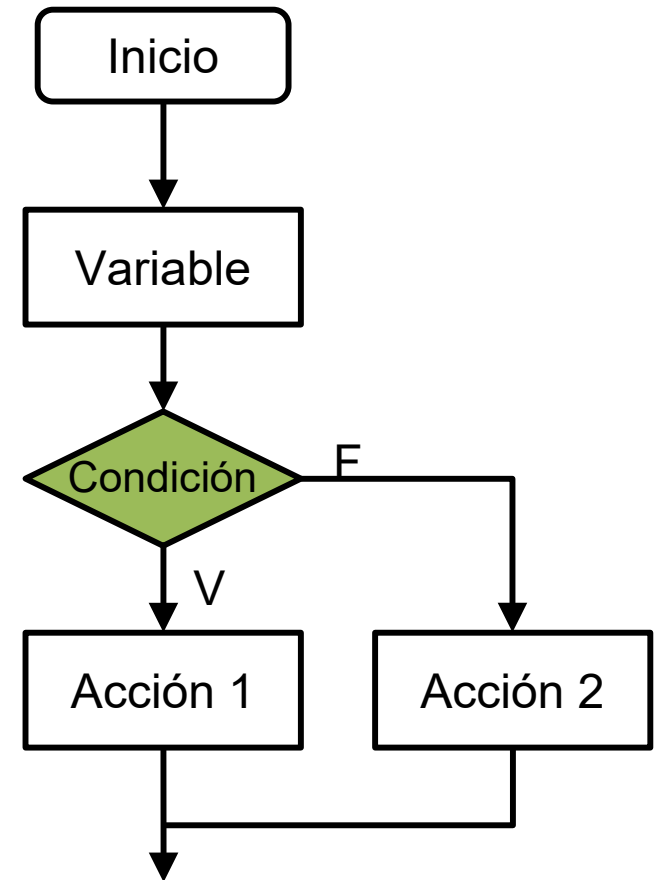 Inicio
Variable
Condición
F
V
Acción 1
Acción 2